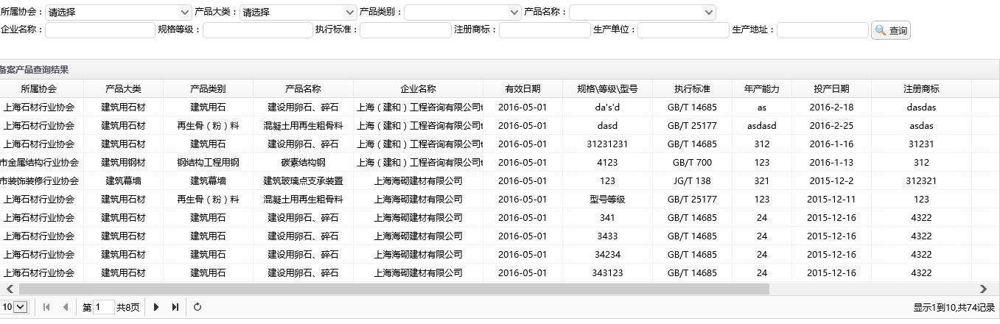 所属协会： 请选择 产品大类： 请选择 产品类别： 产品名称：
企业名称： 规格等级： 执行标准： 注册商标： 生产单位： 生产地址： 查询
备案产品查询结果
所属协会 产品大类 产品类别 产品名称 企业名称 有效日期 规格\等级\型号 执行标准 年产能力 投产日期 注册商标
上海石材行业协会 建筑用石材 建筑用石 建设用卵石、碎石 上海（建和）工程咨询有限公司 2016-05-01 da's'd GB/T 14685 as 2016-2-18 dasdas
上海石材行业协会 建筑用石材 再生骨（粉）料 混凝土用再生粗骨料 上海（建和）工程咨询有限公司 2016-05-01 dasd GB/T 25177 asdasd 2016-2-25 asdas
上海石材行业协会 建筑用石材 建筑用石 建设用卵石、碎石 上海（建和）工程咨询有限公司 2016-05-01 31231231 GB/T 14685 312 2016-1-16 31231
市金属结构行业协会 建筑用钢材 钢结构工程用钢 碳素结构钢 上海（建和）工程咨询有限公司 2016-05-01 4123 GB/T 700 123 2016-1-13 312
市装饰装修行业协会 建筑幕墙 建筑幕墙 建筑玻璃点支承装置 上海海砌建材有限公司 2016-05-01 123 JG/T 138 321 2015-12-2 312321
上海石材行业协会 建筑用石材 再生骨（粉）料 混凝土用再生粗骨料 上海海砌建材有限公司 2016-05-01 型号等级 GB/T 25177 123 2015-12-11 123
上海石材行业协会 建筑用石材 建筑用石 建设用卵石、碎石 上海海砌建材有限公司 2016-05-01 341 GB/T 14685 24 2015-12-16 4322
上海石材行业协会 建筑用石材 建筑用石 建设用卵石、碎石 上海海砌建材有限公司 2016-05-01 3433 GB/T 14685 24 2015-12-16 4322
上海石材行业协会 建筑用石材 建筑用石 建设用卵石、碎石 上海海砌建材有限公司 2016-05-01 34234 GB/T 14685 24 2015-12-16 4322
上海石材行业协会 建筑用石材 建筑用石 建设用卵石、碎石 上海海砌建材有限公司 2016-05-01 343123 GB/T 14685 24 2015-12-16 4322
10 第 1 共8页 显示1到10,共74记录